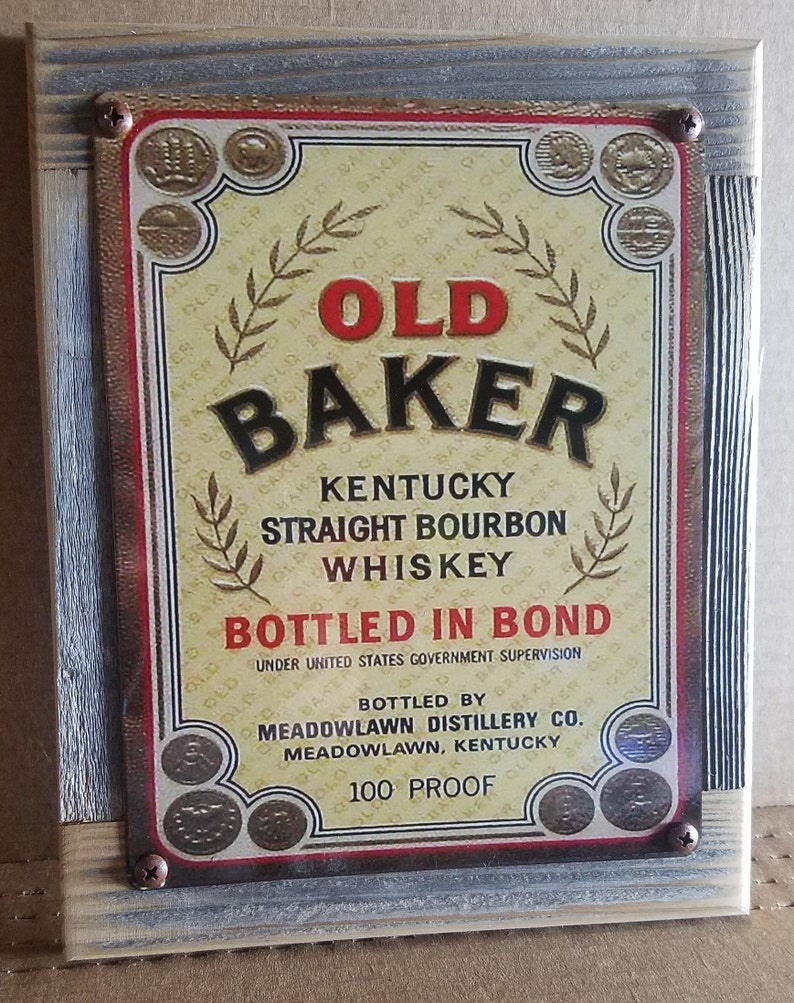 OLD
BAKER
KENTUCKY
STRAIGHT BOURBON
WHISKEY
BOTTLED IN BOND
UNDER UNITED STATES GOVERNMENT SUPERVISION
BOTTLED BY
MEADOWLAWN DISTILLERY CO.
MEADOWLAWN, KENTUCKY
100 PROOF